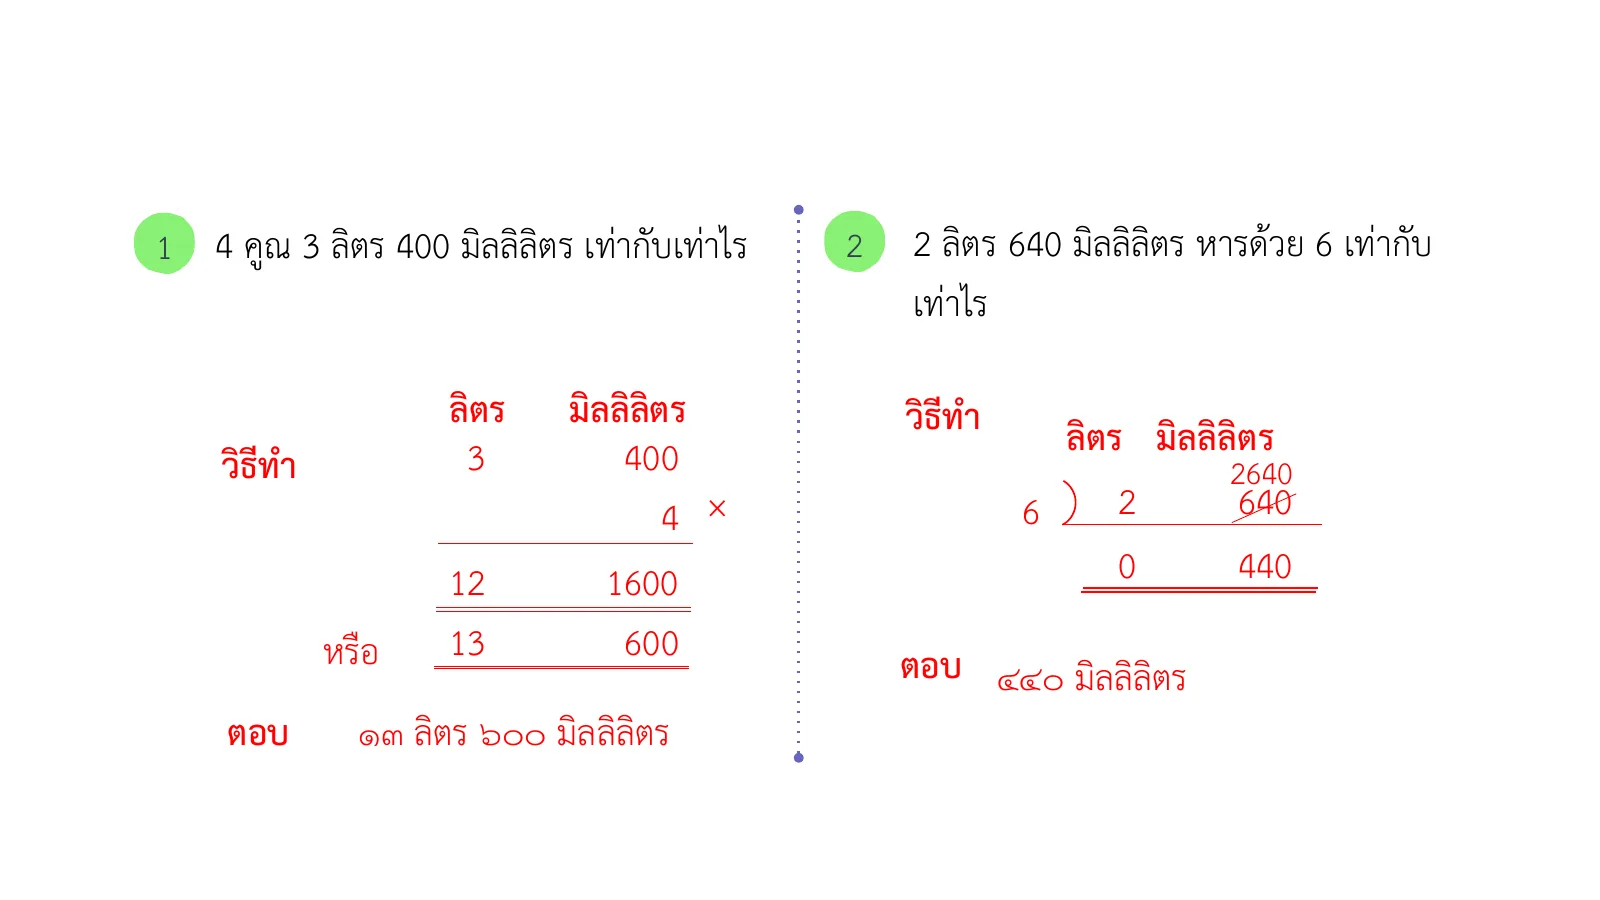 1 4 คูณ 3 ลิตร 400 มิลลิลิตร เท่ากับเท่าไร
ลิตร มิลลิลิตร
วิธีทำ 3 400
4 ×
12 1600
หรือ 13 600
ตอบ ๑๓ ลิตร ๖๐๐ มิลลิลิตร
2 2 ลิตร 640 มิลลิลิตร หารด้วย 6 เท่ากับ
เท่าไร
วิธีทำ
ลิตร มิลลิลิตร
2640
6 ) 2 640
0 440
ตอบ ๔๔๐ มิลลิลิตร